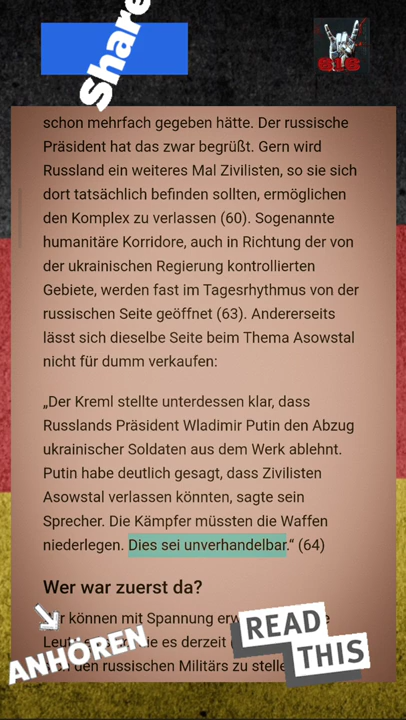 Share
schon mehrfach gegeben hätte. Der russische
Präsident hat das zwar begrüßt. Gern wird
Russland ein weiteres Mal Zivilisten, so sie sich
dort tatsächlich befinden sollten, ermöglichen
den Komplex zu verlassen (60). Sogenannte
humanitäre Korridore, auch in Richtung der von
der ukrainischen Regierung kontrollierten
Gebiete, werden fast im Tagesrhythmus von der
russischen Seite geöffnet (63). Andererseits
lässt sich dieselbe Seite beim Thema Asowstal
nicht für dumm verkaufen:
„Der Kreml stellte unterdessen klar, dass
Russlands Präsident Wladimir Putin den Abzug
ukrainischer Soldaten aus dem Werk ablehnt.
Putin habe deutlich gesagt, dass Zivilisten
Asowstal verlassen könnten, sagte sein
Sprecher. Die Kämpfer müssten die Waffen
niederlegen. Dies sei unverhandelbar.“ (64)
Wer war zuerst da?
können mit Spannung
es derzeit
den russischen Militärs zu
ANHÖREN
READ
THIS